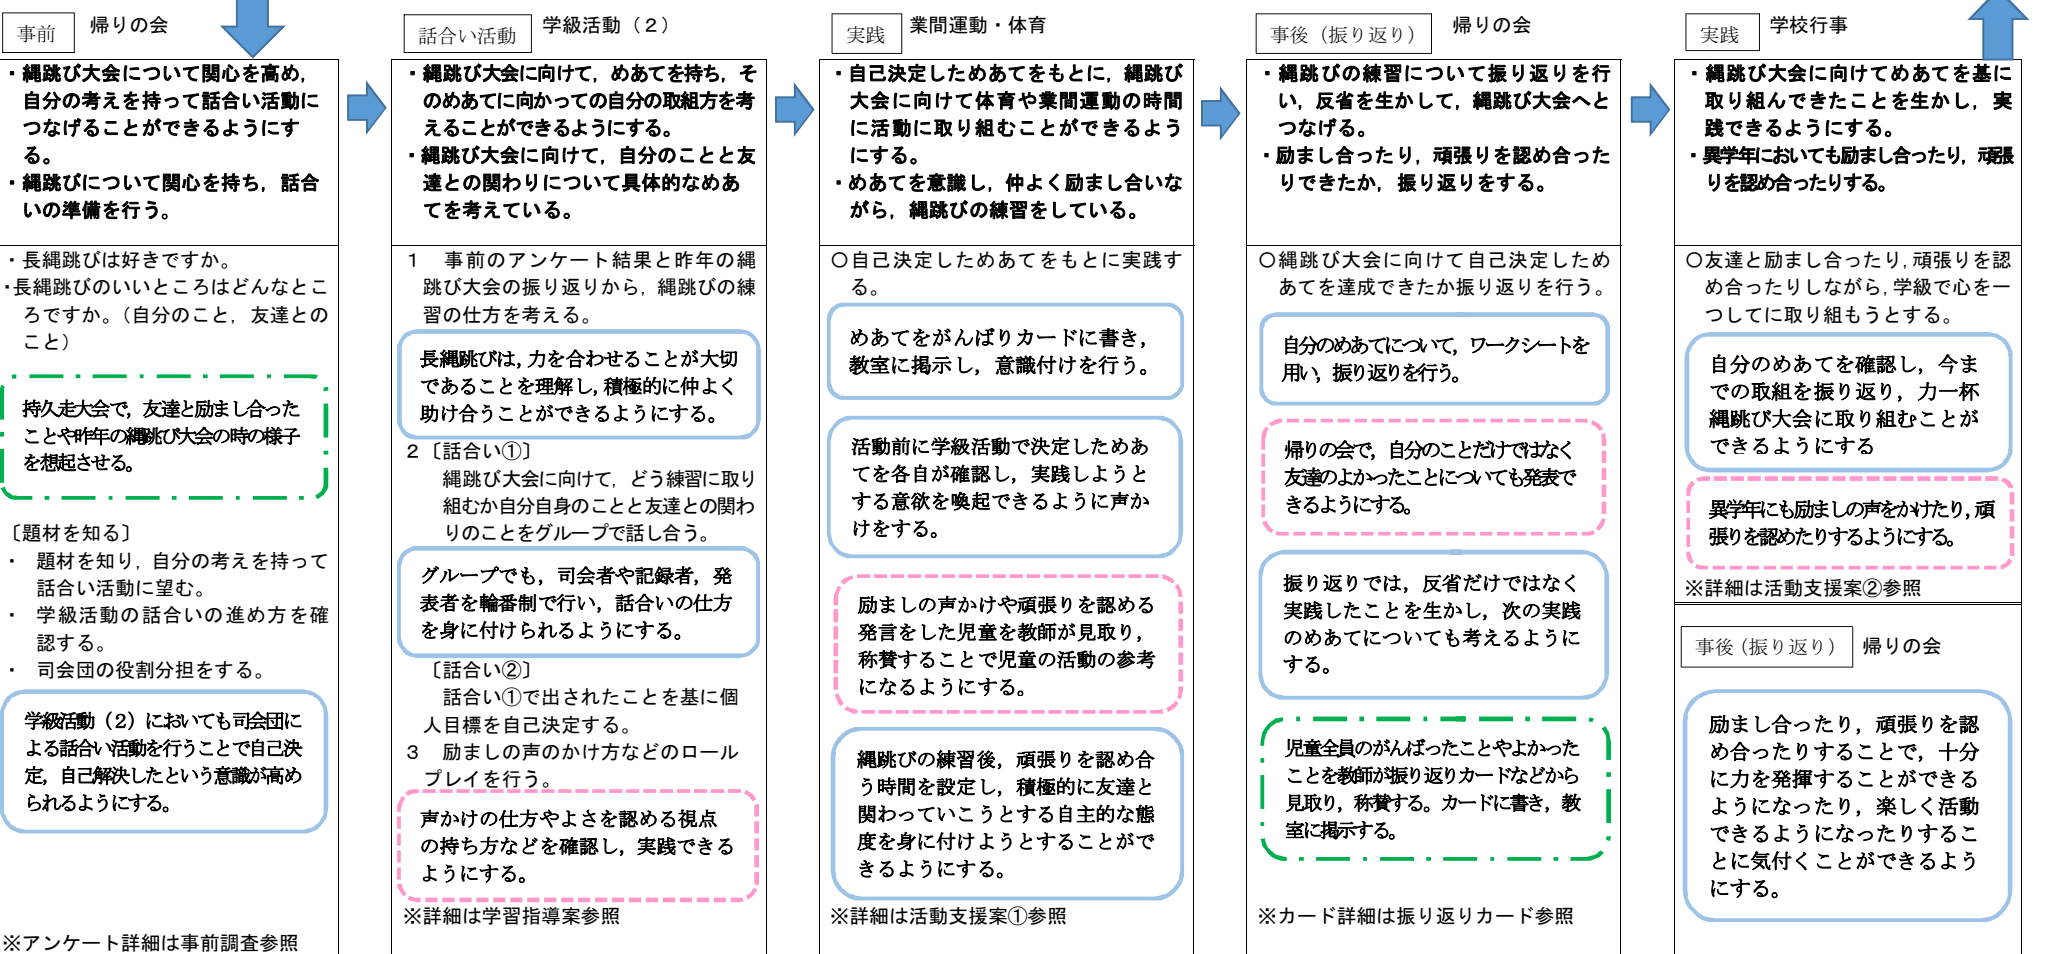 事前　帰りの会
・縄跳び大会について関心を高め，
自分の考えを持って話合い活動に
つなげることができるようにす
る。
・縄跳びについて関心を持ち，話合
いの準備を行う。
・長縄跳びは好きですか。
・長縄跳びのいいところはどんなとこ
ろですか。（自分のこと，友達との
こと）
持久走大会で，友達と励まし合った
ことや昨年の縄跳び大会の時の様子
を想起させる。
〔題材を知る〕
・　題材を知り，自分の考えを持って
話合い活動に望む。
・　学級活動の話合いの進め方を確
認する。
・　司会団の役割分担をする。
学級活動（２）においても司会団に
よる話合い活動を行うことで自己決
定，自己解決したという意識が高め
られるようにする。
※アンケート詳細は事前調査参照
話合い活動　学級活動（２）
・縄跳び大会に向けて，めあてを持ち，そ
のめあてに向かっての自分の取組方を考
えることができるようにする。
・縄跳び大会に向けて，自分のことと友
達との関わりについて具体的なめあ
てを考えている。
１　事前のアンケート結果と昨年の縄
跳び大会の振り返りから，縄跳びの練
習の仕方を考える。
長縄跳びは，力を合わせることが大切
であることを理解し，積極的に仲よく
助け合うことができるようにする。
２〔話合い①〕
縄跳び大会に向けて，どう練習に取り
組むか自分自身のことと友達との関わ
りのことをグループで話し合う。
グループでも，司会者や記録者，発
表者を輪番制で行い，話合いの仕方
を身に付けられるようにする。
〔話合い②〕
話合い①で出されたことを基に個
人目標を自己決定する。
３　励ましの声のかけ方などのロール
プレイを行う。
声かけの仕方やよさを認める視点
の持ち方などを確認し，実践できる
ようにする。
※詳細は学習指導案参照
実践　業間運動・体育
・自己決定しためあてをもとに，縄跳び
大会に向けて体育や業間運動の時間
に活動に取り組むことができるよう
にする。
・めあてを意識し，仲よく励まし合いな
がら，縄跳びの練習をしている。
○自己決定しためあてをもとに実践す
る。
めあてをがんばりカードに書き，
教室に掲示し，意識付けを行う。
活動前に学級活動で決定しためあ
てを各自が確認し，実践しようと
する意欲を喚起できるように声か
けをする。
励ましの声かけや頑張りを認める
発言をした児童を教師が見取り，
称賛することで児童の活動の参考
になるようにする。
縄跳びの練習後，頑張りを認め合
う時間を設定し，積極的に友達と
関わっていこうとする自主的な態
度を身に付けようとすることがで
きるようにする。
※詳細は活動支援案①参照
事後（振り返り）　帰りの会
・縄跳びの練習について振り返りを行
い，反省を生かして，縄跳び大会へと
つなげる。
・励まし合ったり，頑張りを認め合った
りできたか，振り返りをする。
○縄跳び大会に向けて自己決定しため
あてを達成できたか振り返りを行う。
自分のめあてについて，ワークシートを
用い，振り返りを行う。
帰りの会で，自分のことだけではなく
友達のよかったことについても発表で
きるようにする。
振り返りでは，反省だけではなく
実践したことを生かし，次の実践
のめあてについても考えるように
する。
児童全員のがんばったことやよかった
ことを教師が振り返りカードなどから
見取り，称賛する。カードに書き，教
室に掲示する。
※カード詳細は振り返りカード参照
実践　学校行事
・縄跳び大会に向けてめあてを基に
取り組んできたことを生かし，実
践できるようにする。
・異学年においても励まし合ったり，頑張
りを認め合ったりする。
○友達と励まし合ったり，頑張りを認
め合ったりしながら，学級で心を一
つしてに取り組もうとする。
自分のめあてを確認し，今ま
での取組を振り返り，力一杯
縄跳び大会に取り組むことが
できるようにする
異学年にも励ましの声をかけたり，頑
張りを認めたりするようにする。
※詳細は活動支援案②参照
事後（振り返り）　帰りの会
励まし合ったり，頑張りを認
め合ったりすることで，十分
に力を発揮することができる
ようになったり，楽しく活動
できるようになったりするこ
とに気付くことができるよう
にする。